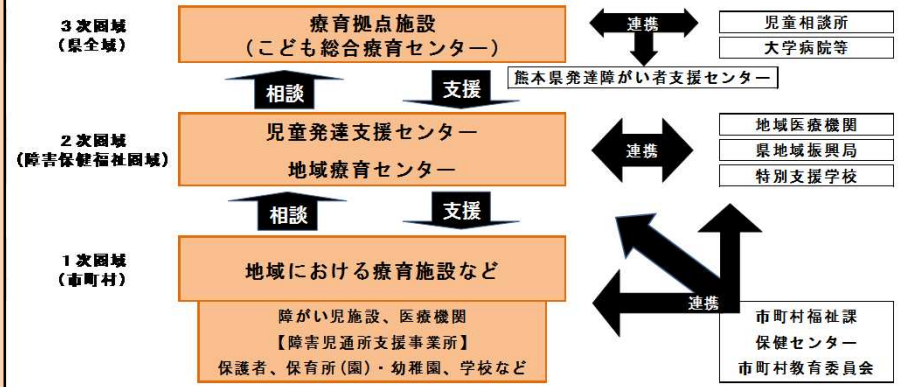 3次圏域
(県全域)
療育拠点施設
(こども総合療育センター)
連携
児童相談所
大学病院等
熊本県発達障がい者支援センター
相談
支援
2次圏域
(障害保健福祉圏域)
児童発達支援センター
地域療育センター
連携
地域医療機関
県地域振興局
特別支援学校
相談
支援
1次圏域
(市町村)
地域における療育施設など
連携
障がい児施設、医療機関
【障害児通所支援事業所】
保護者、保育所(園)・幼稚園、学校など
市町村福祉課
保健センター
市町村教育委員会